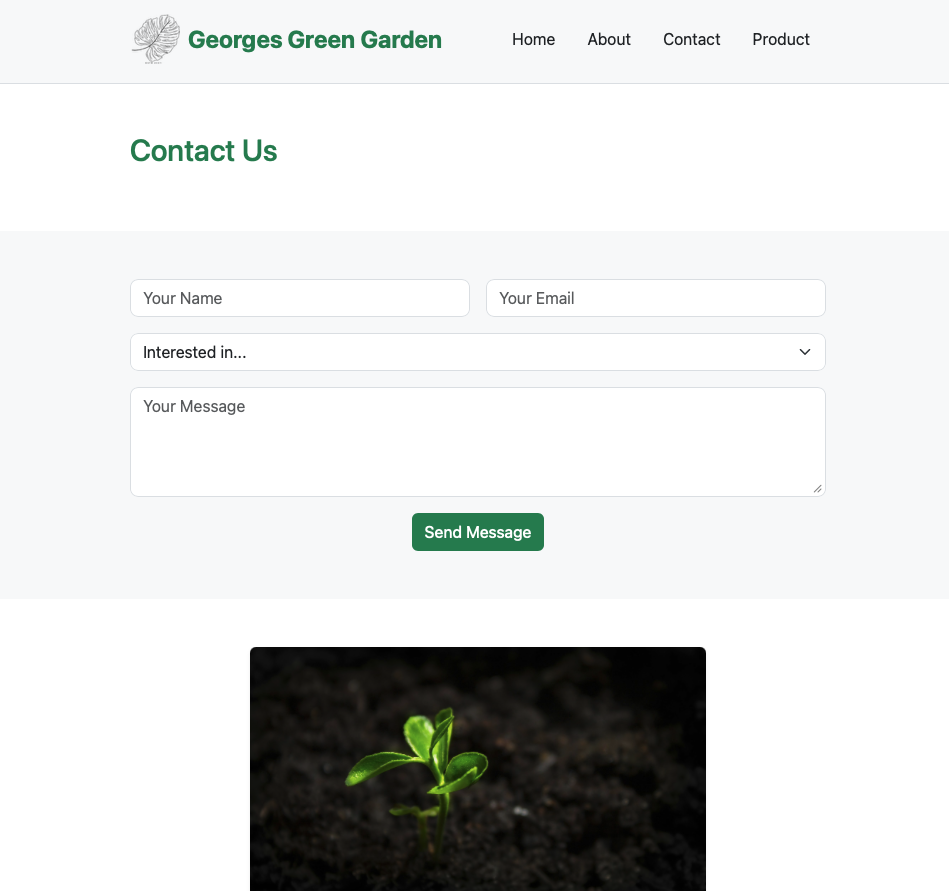 Georges Green Garden
Home About Contact Product
Contact Us
Your Name Your Email
Interested in...
Your Message
Send Message